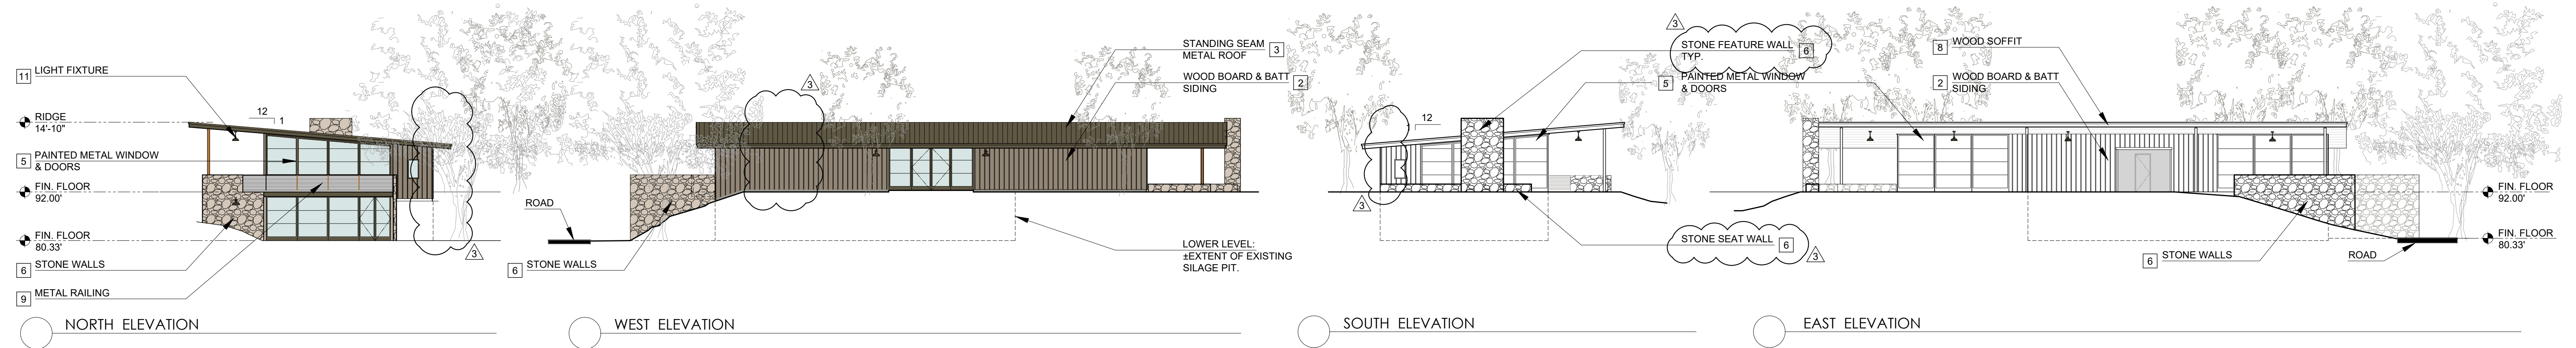 11 LIGHT FIXTURE
12
1
RIDGE
14'-10"
5 PAINTED METAL WINDOW
& DOORS
FIN. FLOOR
92.00'
FIN. FLOOR
80.33'
6 STONE WALLS
9 METAL RAILING
3
NORTH ELEVATION
3
STANDING SEAM
METAL ROOF 3
WOOD BOARD & BATT
SIDING 2
ROAD
6 STONE WALLS
LOWER LEVEL:
±EXTENT OF EXISTING
SILAGE PIT.
WEST ELEVATION
3
STONE FEATURE WALL 6
TYP.
12
5 PAINTED METAL WINDOW
& DOORS
3
STONE SEAT WALL 6
3
SOUTH ELEVATION
8 WOOD SOFFIT
2 WOOD BOARD & BATT
SIDING
FIN. FLOOR
92.00'
FIN. FLOOR
80.33'
6 STONE WALLS
ROAD
EAST ELEVATION